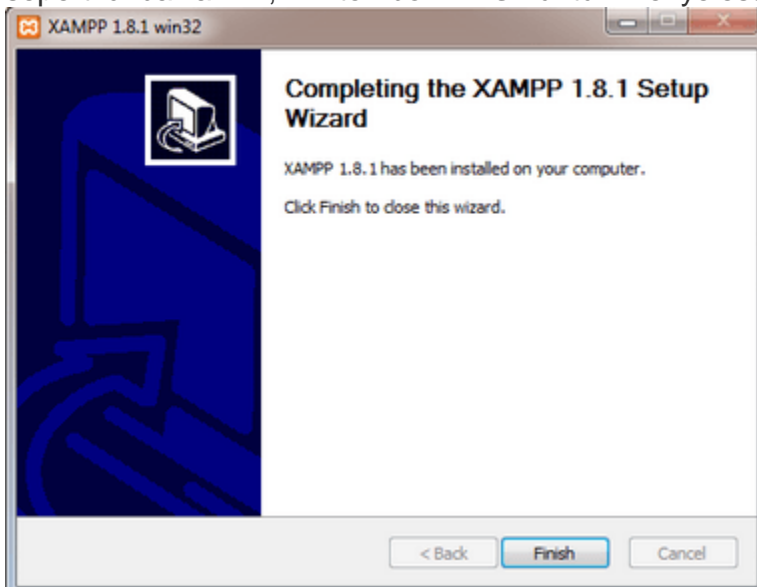 XAMPP 1.8.1 win32
Completing the XAMPP 1.8.1 Setup
Wizard
XAMPP 1.8.1 has been installed on your computer.
Click Finish to close this wizard.
< Back Finish Cancel